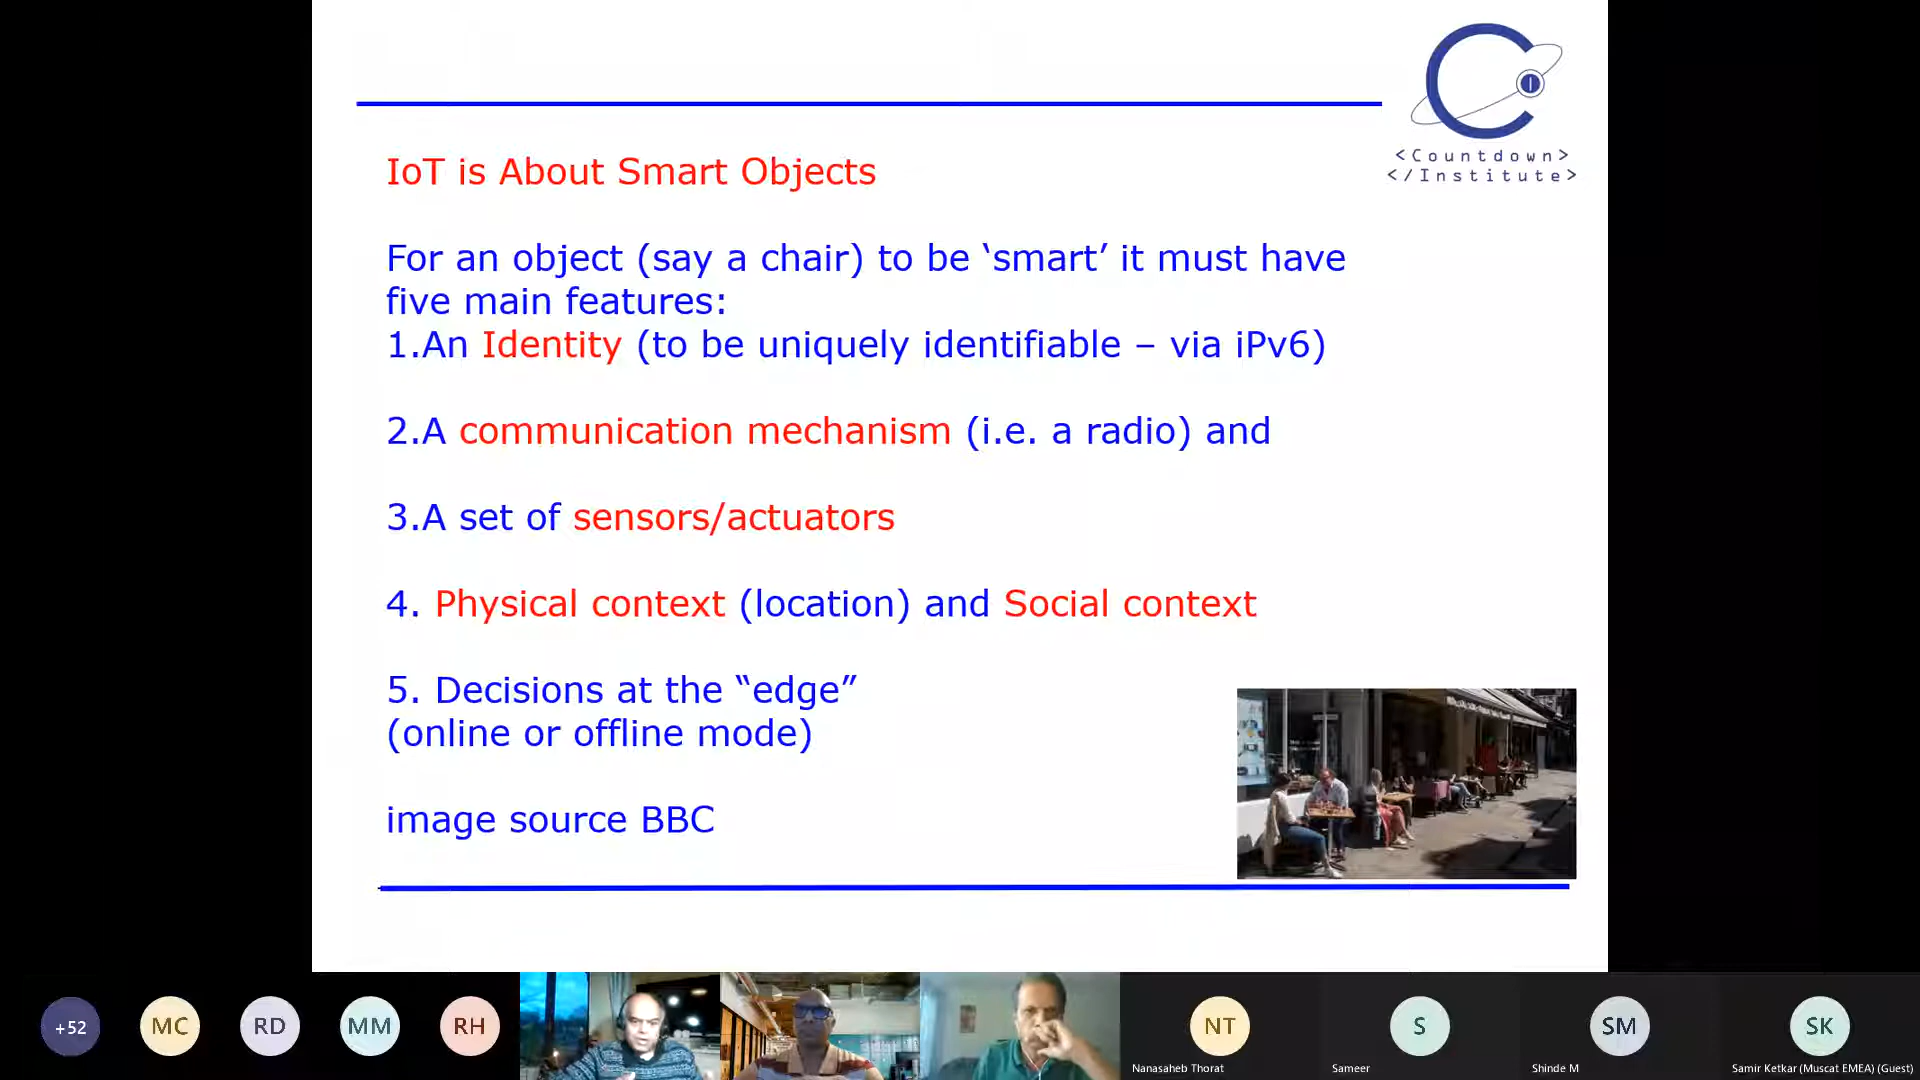 <Countdown>
</Institute>
IoT is About Smart Objects
For an object (say a chair) to be ‘smart’ it must have
five main features:
1.An Identity (to be uniquely identifiable – via iPv6)
2.A communication mechanism (i.e. a radio) and
3.A set of sensors/actuators
4. Physical context (location) and Social context
5. Decisions at the “edge”
(online or offline mode)
image source BBC
+52
MC
RD
MM
RH
NT
Nanasaheb Thorat
S
Sameer
SM
Shinde M
SK
Samir Ketkar (Muscat EMEA) (Guest)